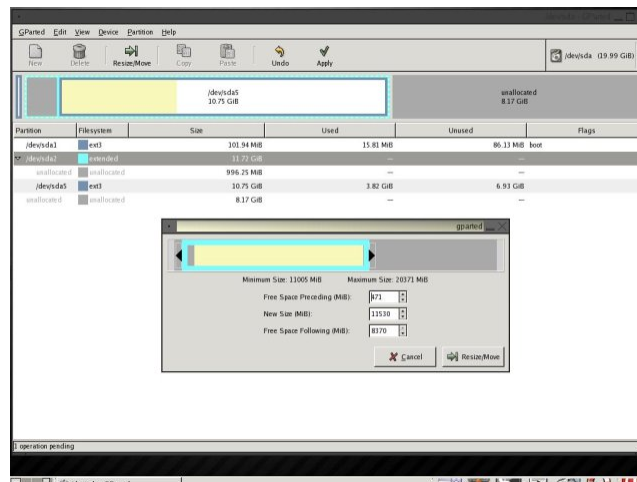 GParted Edit View Device Partition Help
New Delete Resize/Move Copy Paste Undo Apply /dev/sda (19.99 GiB)
/dev/sda5
10.75 GiB
unallocated
8.17 GiB
Partition Filesystem Size Used Unused Flags
/dev/sda1 ext3 101.94 MiB 15.81 MiB 86.13 MiB boot
/dev/sda2 extended 11.72 GiB --- ---
unallocated unallocated 996.25 MiB --- ---
/dev/sda5 ext3 10.75 GiB 3.82 GiB 6.93 GiB
unallocated unallocated 8.17 GiB --- ---
gparted
Minimum Size: 11005 MiB Maximum Size: 20371 MiB
Free Space Preceding (MiB): 471
New Size (MiB): 11530
Free Space Following (MiB): 8370
Cancel Resize/Move
1 operation pending